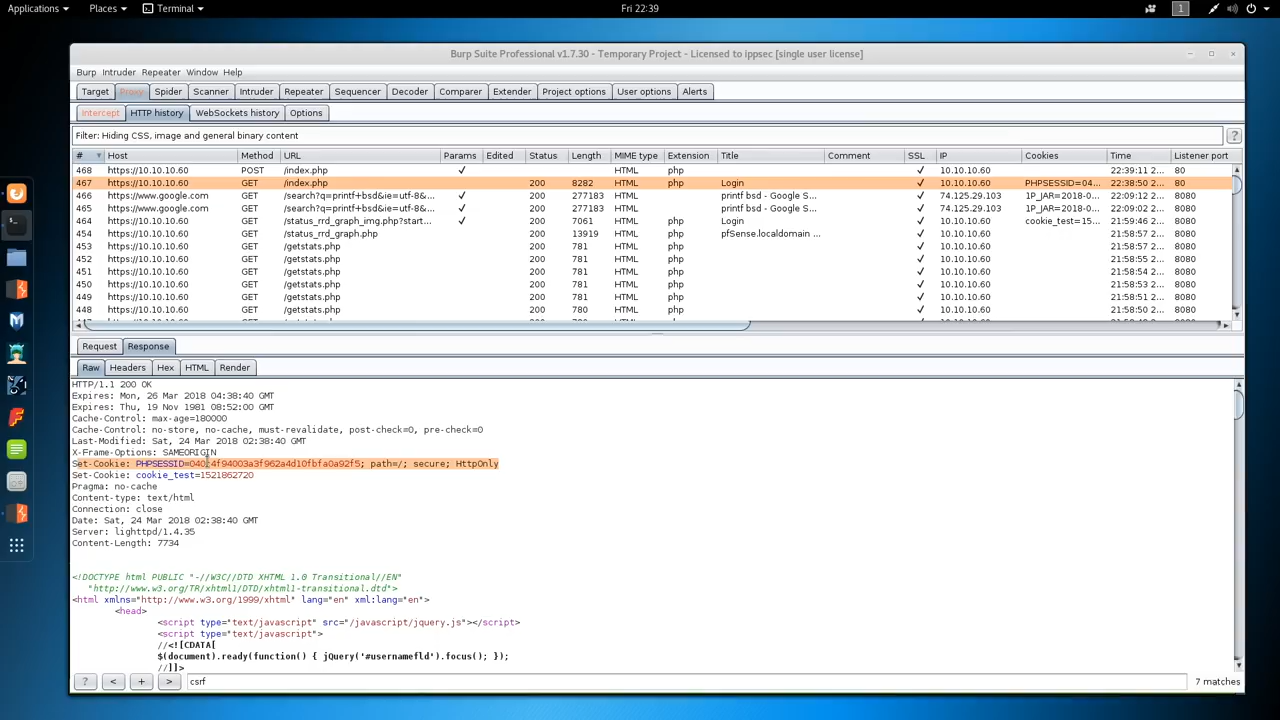 Applications Places Terminal Fri 22:39 1
Burp Suite Professional v1.7.30 - Temporary Project - Licensed to ippsec [single user license]
Burp Intruder Repeater Window Help
Target Proxy Spider Scanner Intruder Repeater Sequencer Decoder Comparer Extender Project options User options Alerts
Intercept HTTP history WebSockets history Options
Filter: Hiding CSS, image and general binary content ?
# Host Method URL Params Edited Status Length MIME type Extension Title Comment SSL IP Cookies Time Listener port
468 https://10.10.10.60 POST /index.php ✓ HTML php ✓ 10.10.10.60 22:39:11 2... 80
467 https://10.10.10.60 GET /index.php 200 8282 HTML php Login ✓ 10.10.10.60 PHPSESSID=04... 22:38:50 2... 80
466 https://www.google.com GET /search?q=printf+bsd&ie=utf-8&... ✓ 200 277183 HTML printf bsd - Google S... ✓ 74.125.29.103 1P_JAR=2018-0... 22:09:12 2... 8080
465 https://www.google.com GET /search?q=printf+bsd&ie=utf-8&... ✓ 200 277183 HTML printf bsd - Google S... ✓ 74.125.29.103 1P_JAR=2018-0... 22:09:08 2... 8080
464 https://10.10.10.60 GET /status_rrd_graph_img.php?start... ✓ 200 7061 HTML php Login ✓ 10.10.10.60 cookie_test=15... 21:59:46 2... 8080
454 https://10.10.10.60 GET /status_rrd_graph.php 200 13919 HTML php pfSense.localdomain ... ✓ 10.10.10.60 21:58:57 2... 8080
453 https://10.10.10.60 GET /getstats.php 200 781 HTML php ✓ 10.10.10.60 21:58:57 2... 8080
452 https://10.10.10.60 GET /getstats.php 200 781 HTML php ✓ 10.10.10.60 21:58:55 2... 8080
451 https://10.10.10.60 GET /getstats.php 200 781 HTML php ✓ 10.10.10.60 21:58:54 2... 8080
450 https://10.10.10.60 GET /getstats.php 200 781 HTML php ✓ 10.10.10.60 21:58:53 2... 8080
449 https://10.10.10.60 GET /getstats.php 200 781 HTML php ✓ 10.10.10.60 21:58:51 2... 8080
448 https://10.10.10.60 GET /getstats.php 200 780 HTML php ✓ 10.10.10.60 21:58:50 2... 8080
Request Response
Raw Headers Hex HTML Render
HTTP/1.1 200 OK
Expires: Mon, 26 Mar 2018 04:38:40 GMT
Expires: Thu, 19 Nov 1981 08:52:00 GMT
Cache-Control: max-age=180000
Cache-Control: no-store, no-cache, must-revalidate, post-check=0, pre-check=0
Last-Modified: Sat, 24 Mar 2018 02:38:40 GMT
X-Frame-Options: SAMEORIGIN
Set-Cookie: path=/; secure; HttpOnly
Set-Cookie: cookie_test=1521862720
Pragma: no-cache
Content-type: text/html
Connection: close
Date: Sat, 24 Mar 2018 02:38:40 GMT
Server: lighttpd/1.4.35
Content-Length: 7734
<!DOCTYPE html PUBLIC "-//W3C//DTD XHTML 1.0 Transitional//EN"
"http://www.w3.org/TR/xhtml1/DTD/xhtml1-transitional.dtd">
<html xmlns="http://www.w3.org/1999/xhtml" lang="en" xml:lang="en">
<head>
<script type="text/javascript" src="/javascript/jquery.js"></script>
<script type="text/javascript">
//<![CDATA[
$(document).ready(function() { jQuery('#usernamefld').focus(); });
//]]>
? < + > csrf 7 matches